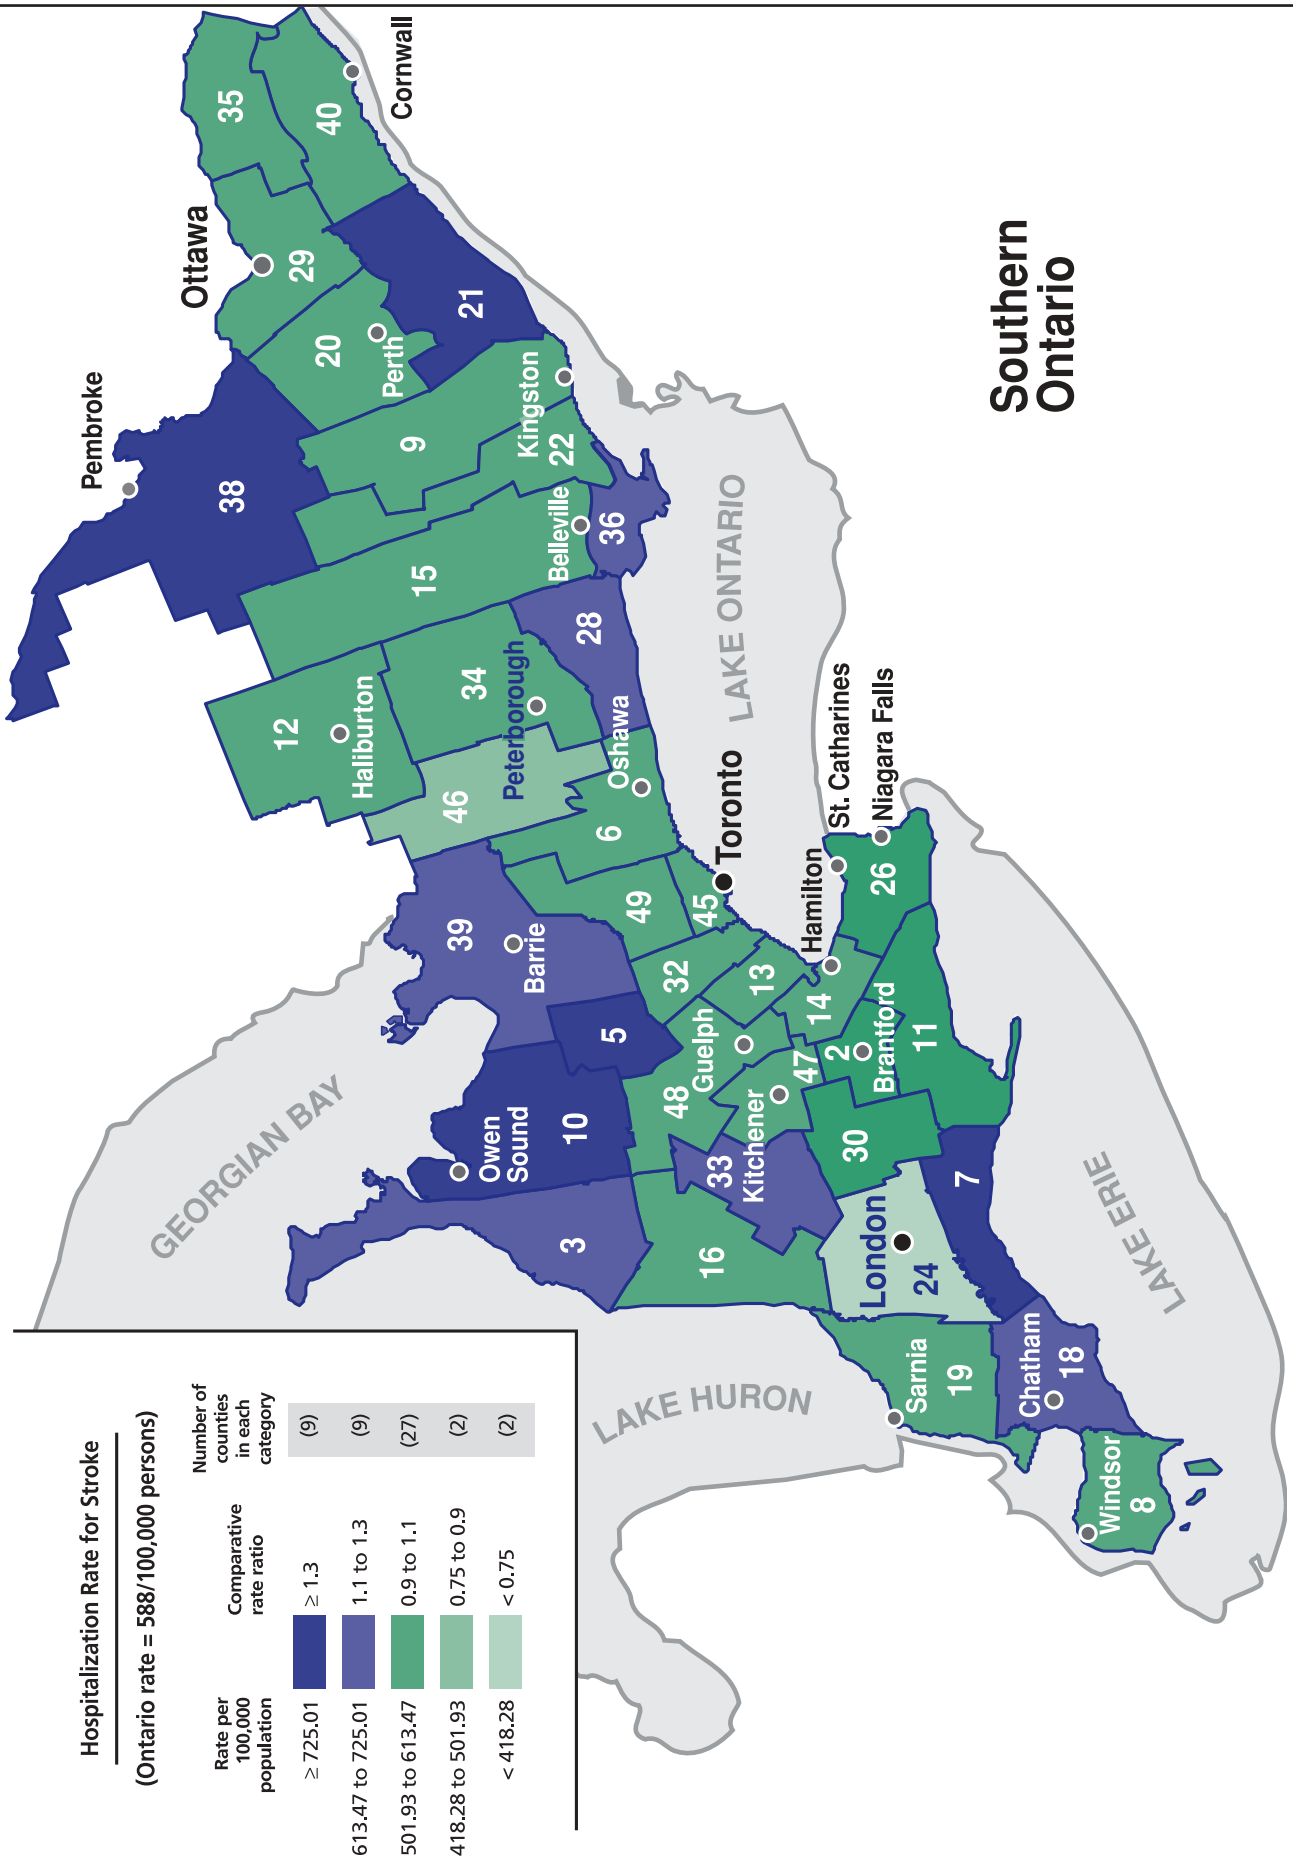 Hospitalization Rate for Stroke
(Ontario rate = 588/100,000 persons)
Rate per
100,000
population
Comparative
rate ratio
Number of
counties
in each
category
≥ 725.01 ≥ 1.3 (9)
613.47 to 725.01 1.1 to 1.3 (9)
501.93 to 613.47 0.9 to 1.1 (27)
418.28 to 501.93 0.75 to 0.9 (2)
< 418.28 < 0.75 (2)
Southern
Ontario
GEORGIAN BAY
LAKE HURON
LAKE ERIE
LAKE ONTARIO
Pembroke
38
Ottawa
29
35
40
Cornwall
20
Perth
21
9
Kingston
22
15
Belleville
36
28
12
Haliburton
34
Peterborough
46
Oshawa
6
Toronto
45
49
39
Barrie
32
13
5
10
Owen
Sound
3
48
Guelph
Kitchener
47
33
16
14
Hamilton
St. Catharines
Niagara Falls
26
2
Brantford
11
30
7
London
24
Sarnia
19
Chatham
18
Windsor
8